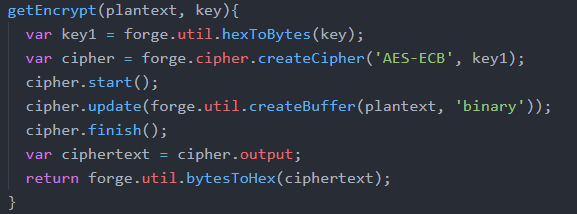 getEncrypt(plantext, key){
  var key1 = forge.util.hexToBytes(key);
  var cipher = forge.cipher.createCipher('AES-ECB', key1);
  cipher.start();
  cipher.update(forge.util.createBuffer(plantext, 'binary'));
  cipher.finish();
  var ciphertext = cipher.output;
  return forge.util.bytesToHex(ciphertext);
}